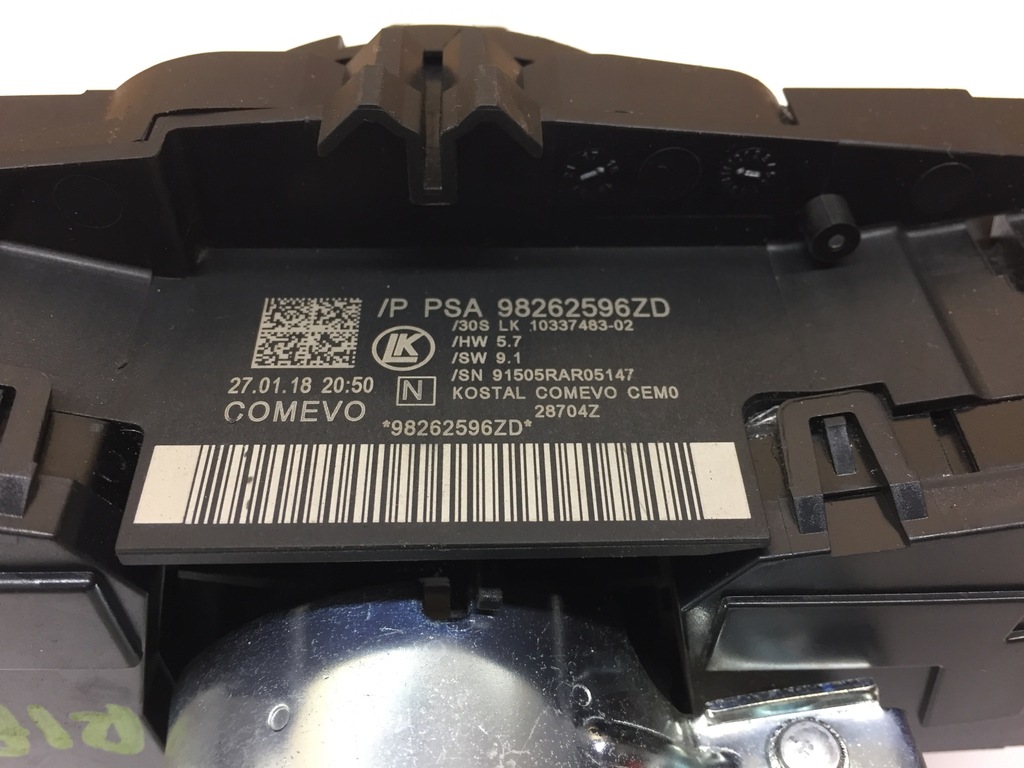 /P PSA 98262596ZD
/30S LK 10337483-02
/HW 5.7
/SW 9.1
/SN 91505RAR05147
KOSTAL COMEVO CEM0
28704Z
LK
N
27.01.18 20:50
COMEVO
*98262596ZD*